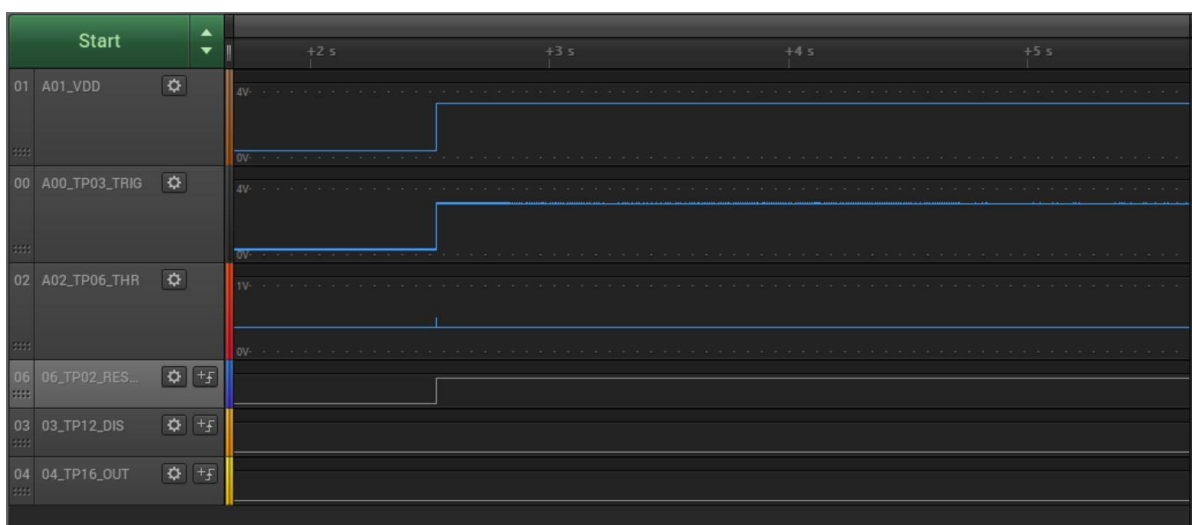 Start
+2 s +3 s +4 s +5 s
01 A01_VDD
4V
0V
00 A00_TP03_TRIG
4V
0V
02 A02_TP06_THR
1V
0V
06 06_TP02_RES...
03 03_TP12_DIS
04 04_TP16_OUT